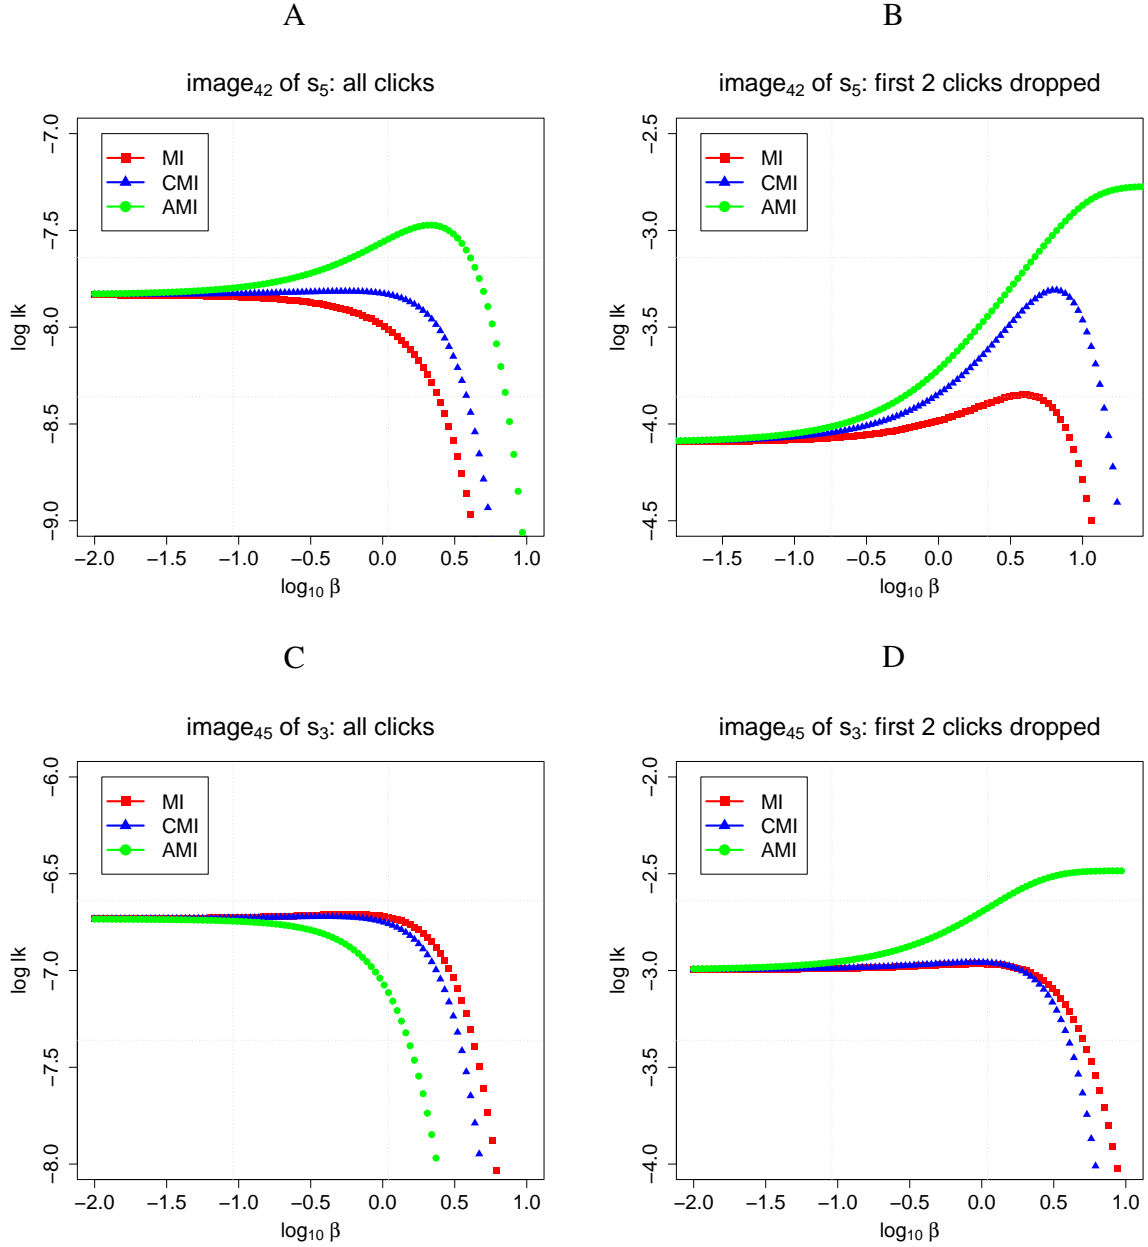 A
image₄₂ of s₅: all clicks
MI
CMI
AMI
log lk
−7.0
−7.5
−8.0
−8.5
−9.0
−2.0 −1.5 −1.0 −0.5 0.0 0.5 1.0
log₁₀ β
B
image₄₂ of s₅: first 2 clicks dropped
MI
CMI
AMI
log lk
−2.5
−3.0
−3.5
−4.0
−4.5
−1.5 −1.0 −0.5 0.0 0.5 1.0
log₁₀ β
C
image₄₅ of s₃: all clicks
MI
CMI
AMI
log lk
−6.0
−6.5
−7.0
−7.5
−8.0
−2.0 −1.5 −1.0 −0.5 0.0 0.5 1.0
log₁₀ β
D
image₄₅ of s₃: first 2 clicks dropped
MI
CMI
AMI
log lk
−2.0
−2.5
−3.0
−3.5
−4.0
−2.0 −1.5 −1.0 −0.5 0.0 0.5 1.0
log₁₀ β